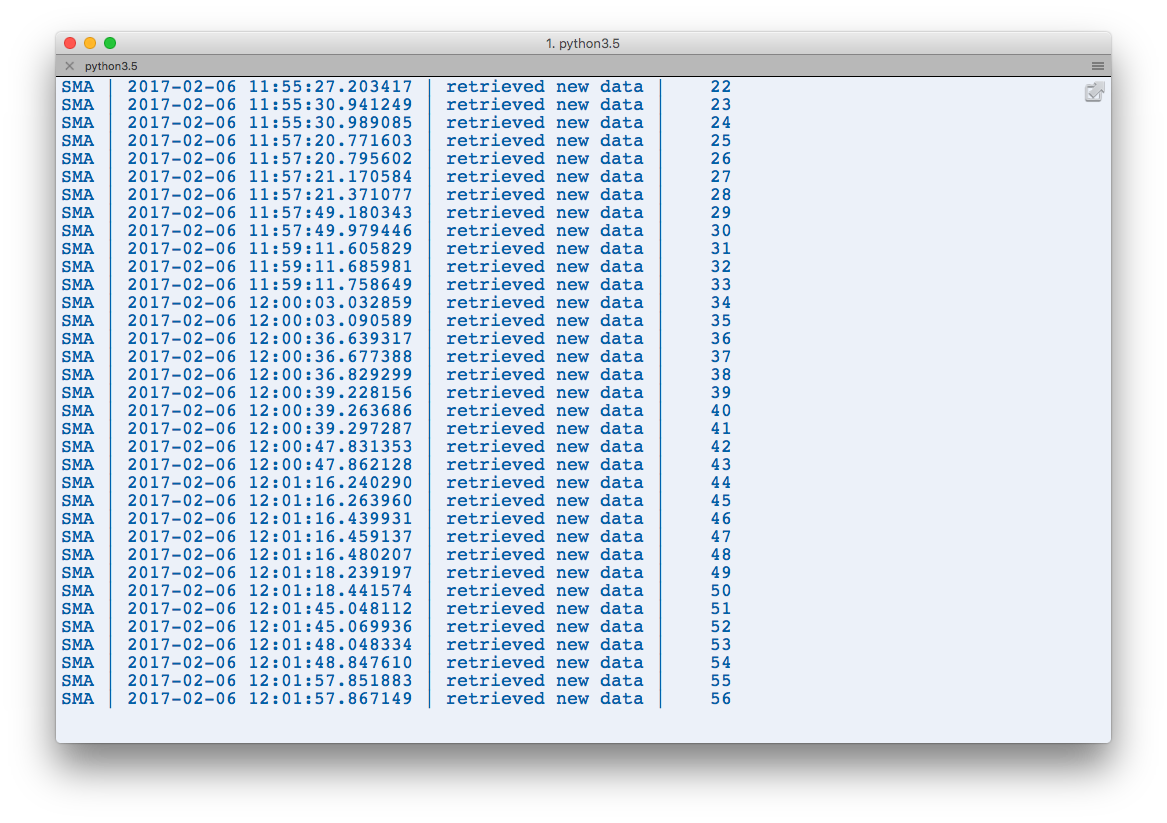 1. python3.5
python3.5
SMA | 2017-02-06 11:55:27.203417 | retrieved new data | 22
SMA | 2017-02-06 11:55:30.941249 | retrieved new data | 23
SMA | 2017-02-06 11:55:30.989085 | retrieved new data | 24
SMA | 2017-02-06 11:57:20.771603 | retrieved new data | 25
SMA | 2017-02-06 11:57:20.795602 | retrieved new data | 26
SMA | 2017-02-06 11:57:21.170584 | retrieved new data | 27
SMA | 2017-02-06 11:57:21.371077 | retrieved new data | 28
SMA | 2017-02-06 11:57:49.180343 | retrieved new data | 29
SMA | 2017-02-06 11:57:49.979446 | retrieved new data | 30
SMA | 2017-02-06 11:59:11.605829 | retrieved new data | 31
SMA | 2017-02-06 11:59:11.685981 | retrieved new data | 32
SMA | 2017-02-06 11:59:11.758649 | retrieved new data | 33
SMA | 2017-02-06 12:00:03.032859 | retrieved new data | 34
SMA | 2017-02-06 12:00:03.090589 | retrieved new data | 35
SMA | 2017-02-06 12:00:36.639317 | retrieved new data | 36
SMA | 2017-02-06 12:00:36.677388 | retrieved new data | 37
SMA | 2017-02-06 12:00:36.829299 | retrieved new data | 38
SMA | 2017-02-06 12:00:39.228156 | retrieved new data | 39
SMA | 2017-02-06 12:00:39.263686 | retrieved new data | 40
SMA | 2017-02-06 12:00:39.297287 | retrieved new data | 41
SMA | 2017-02-06 12:00:47.831353 | retrieved new data | 42
SMA | 2017-02-06 12:00:47.862128 | retrieved new data | 43
SMA | 2017-02-06 12:01:16.240290 | retrieved new data | 44
SMA | 2017-02-06 12:01:16.263960 | retrieved new data | 45
SMA | 2017-02-06 12:01:16.439931 | retrieved new data | 46
SMA | 2017-02-06 12:01:16.459137 | retrieved new data | 47
SMA | 2017-02-06 12:01:16.480207 | retrieved new data | 48
SMA | 2017-02-06 12:01:18.239197 | retrieved new data | 49
SMA | 2017-02-06 12:01:18.441574 | retrieved new data | 50
SMA | 2017-02-06 12:01:45.048112 | retrieved new data | 51
SMA | 2017-02-06 12:01:45.069936 | retrieved new data | 52
SMA | 2017-02-06 12:01:48.048334 | retrieved new data | 53
SMA | 2017-02-06 12:01:48.847610 | retrieved new data | 54
SMA | 2017-02-06 12:01:57.851883 | retrieved new data | 55
SMA | 2017-02-06 12:01:57.867149 | retrieved new data | 56